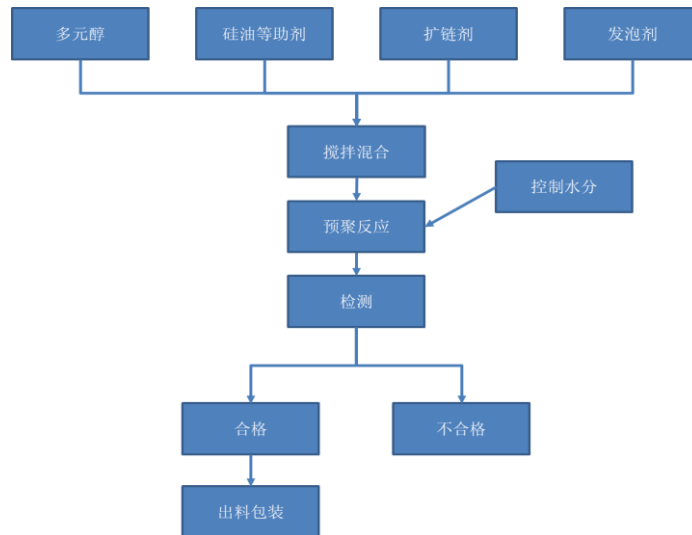 多元醇
硅油等助剂
扩链剂
发泡剂
搅拌混合
控制水分
预聚反应
检测
合格
不合格
出料包装